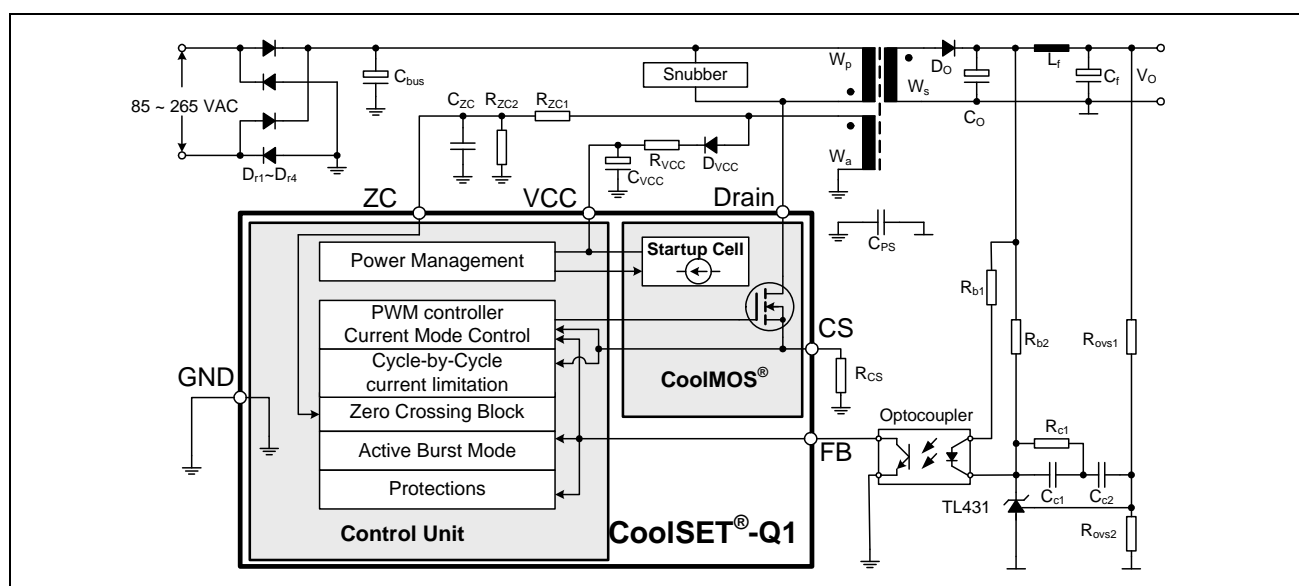 85 ~ 265 VAC
Dr1~Dr4
Cbus
Snubber
Wp
Ws
Wa
DO
CO
Lf
Cf
VO
CZC
RZC2
RZC1
RVCC
DVCC
CVCC
CPS
ZC
VCC
Drain
Power Management
Startup Cell
PWM controller
Current Mode Control
Cycle-by-Cycle
current limitation
Zero Crossing Block
Active Burst Mode
Protections
Control Unit
CoolMOS®
CoolSET®-Q1
GND
CS
RCS
FB
Optocoupler
Rb1
Rb2
Rovs1
Rc1
Cc1
Cc2
TL431
Rovs2